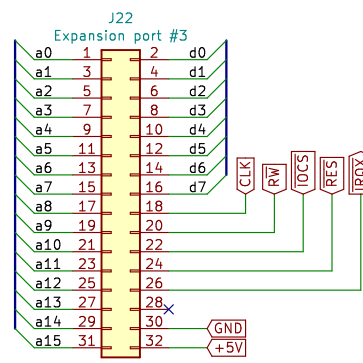 J22
Expansion port #3
a0 1 2 d0
a1 3 4 d1
a2 5 6 d2
a3 7 8 d3
a4 9 10 d4
a5 11 12 d5
a6 13 14 d6
a7 15 16 d7
a8 17 18 CLK
a9 19 20 RW
a10 21 22 IOCS
a11 23 24 RES
a12 25 26
a13 27 28
a14 29 30 GND
a15 31 32 +5V